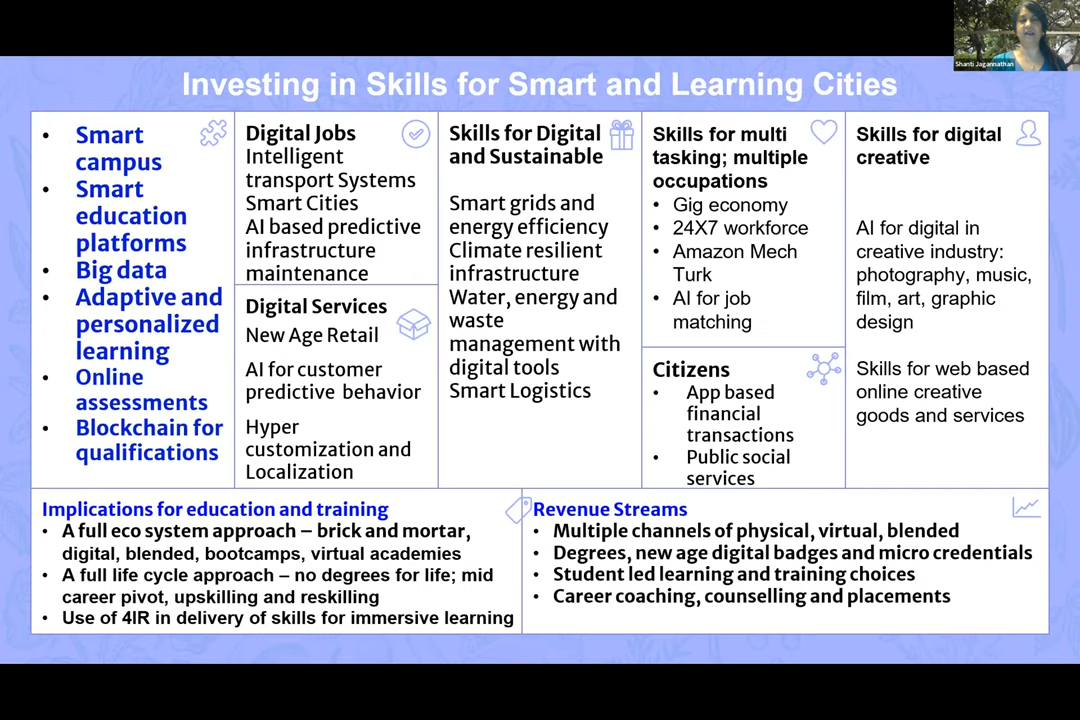 Shanti Jagannathan
Investing in Skills for Smart and Learning Cities
• Smart
campus
• Smart
education
platforms
• Big data
• Adaptive and
personalized
learning
• Online
assessments
• Blockchain for
qualifications
Digital Jobs
Intelligent
transport Systems
Smart Cities
AI based predictive
infrastructure
maintenance
Digital Services
New Age Retail
AI for customer
predictive behavior
Hyper
customization and
Localization
Skills for Digital
and Sustainable
Smart grids and
energy efficiency
Climate resilient
infrastructure
Water, energy and
waste
management with
digital tools
Smart Logistics
Skills for multi
tasking; multiple
occupations
• Gig economy
• 24X7 workforce
• Amazon Mech
Turk
• AI for job
matching
Citizens
• App based
financial
transactions
• Public social
services
Skills for digital
creative
AI for digital in
creative industry:
photography, music,
film, art, graphic
design
Skills for web based
online creative
goods and services
Implications for education and training
• A full eco system approach – brick and mortar,
digital, blended, bootcamps, virtual academies
• A full life cycle approach – no degrees for life; mid
career pivot, upskilling and reskilling
• Use of 4IR in delivery of skills for immersive learning
Revenue Streams
• Multiple channels of physical, virtual, blended
• Degrees, new age digital badges and micro credentials
• Student led learning and training choices
• Career coaching, counselling and placements